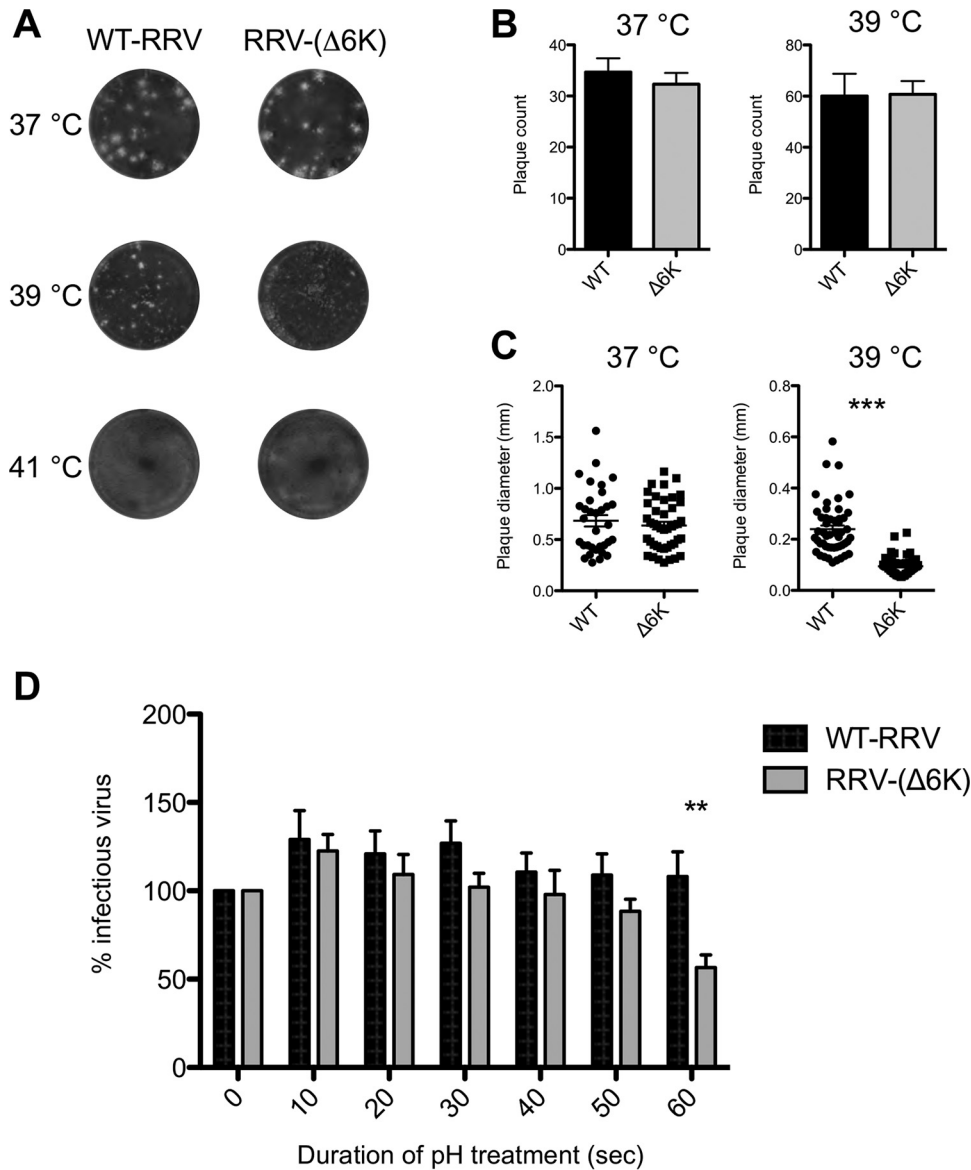 A
WT-RRV RRV-(Δ6K)
37 °C
39 °C
41 °C
B
37 °C
39 °C
Plaque count
40
30
20
10
0
WT
Δ6K
Plaque count
80
60
40
20
0
WT
Δ6K
C
37 °C
39 °C
Plaque diameter (mm)
2.0
1.5
1.0
0.5
0.0
WT
Δ6K
Plaque diameter (mm)
0.8
0.6
0.4
0.2
0.0
***
WT
Δ6K
D
% infectious virus
200
150
100
50
0
**
WT-RRV
RRV-(Δ6K)
0 10 20 30 40 50 60
Duration of pH treatment (sec)